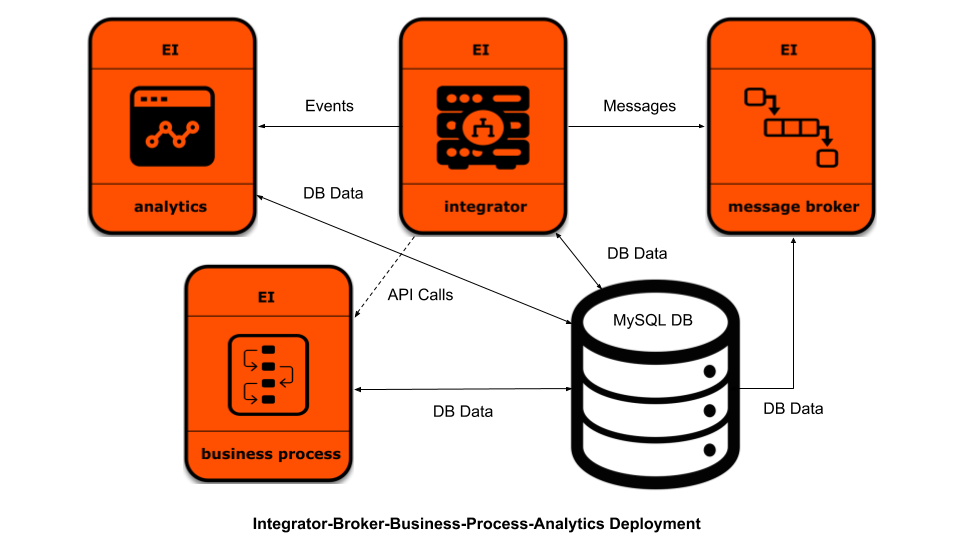 EI
EI
EI
Events
Messages
analytics
integrator
message broker
DB Data
DB Data
API Calls
EI
MySQL DB
DB Data
DB Data
business process
Integrator-Broker-Business-Process-Analytics Deployment